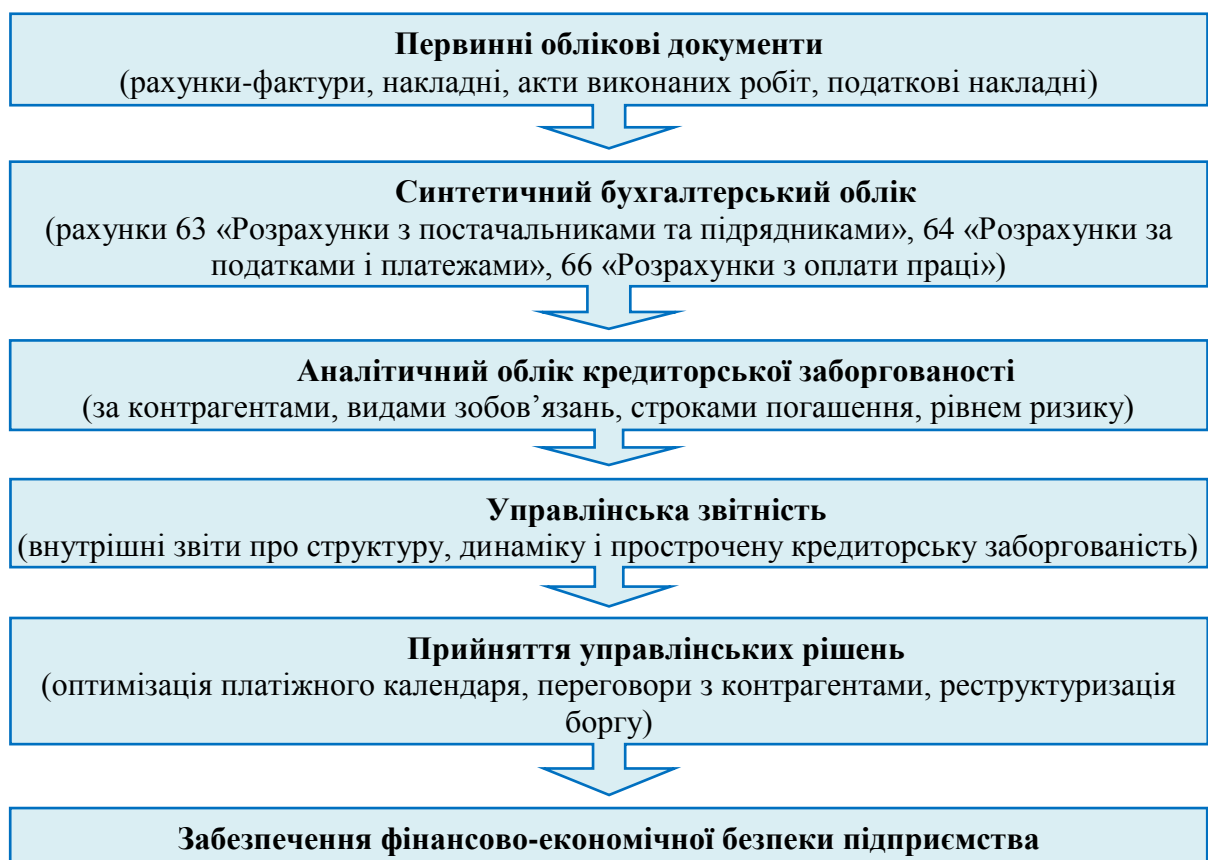 Первинні облікові документи
(рахунки-фактури, накладні, акти виконаних робіт, податкові накладні)
Синтетичний бухгалтерський облік
(рахунки 63 «Розрахунки з постачальниками та підрядниками», 64 «Розрахунки за
податками і платежами», 66 «Розрахунки з оплати праці»)
Аналітичний облік кредиторської заборгованості
(за контрагентами, видами зобов’язань, строками погашення, рівнем ризику)
Управлінська звітність
(внутрішні звіти про структуру, динаміку і прострочену кредиторську заборгованість)
Прийняття управлінських рішень
(оптимізація платіжного календаря, переговори з контрагентами, реструктуризація
боргу)
Забезпечення фінансово-економічної безпеки підприємства